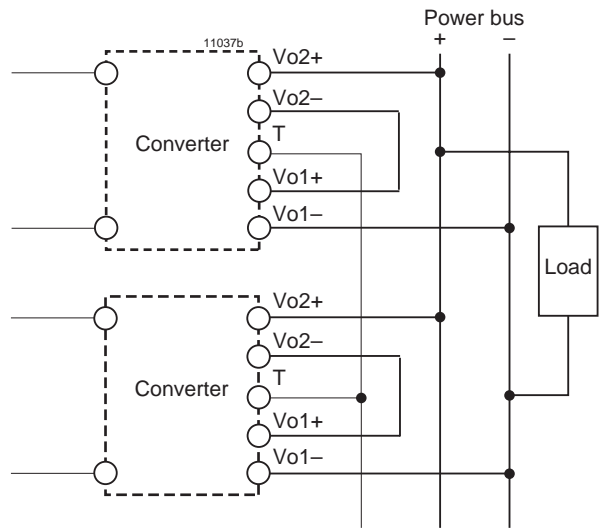 Power bus
+ –
11037b
Vo2+
Vo2–
T
Converter
Vo1+
Vo1–
Load
Vo2+
Vo2–
T
Converter
Vo1+
Vo1–